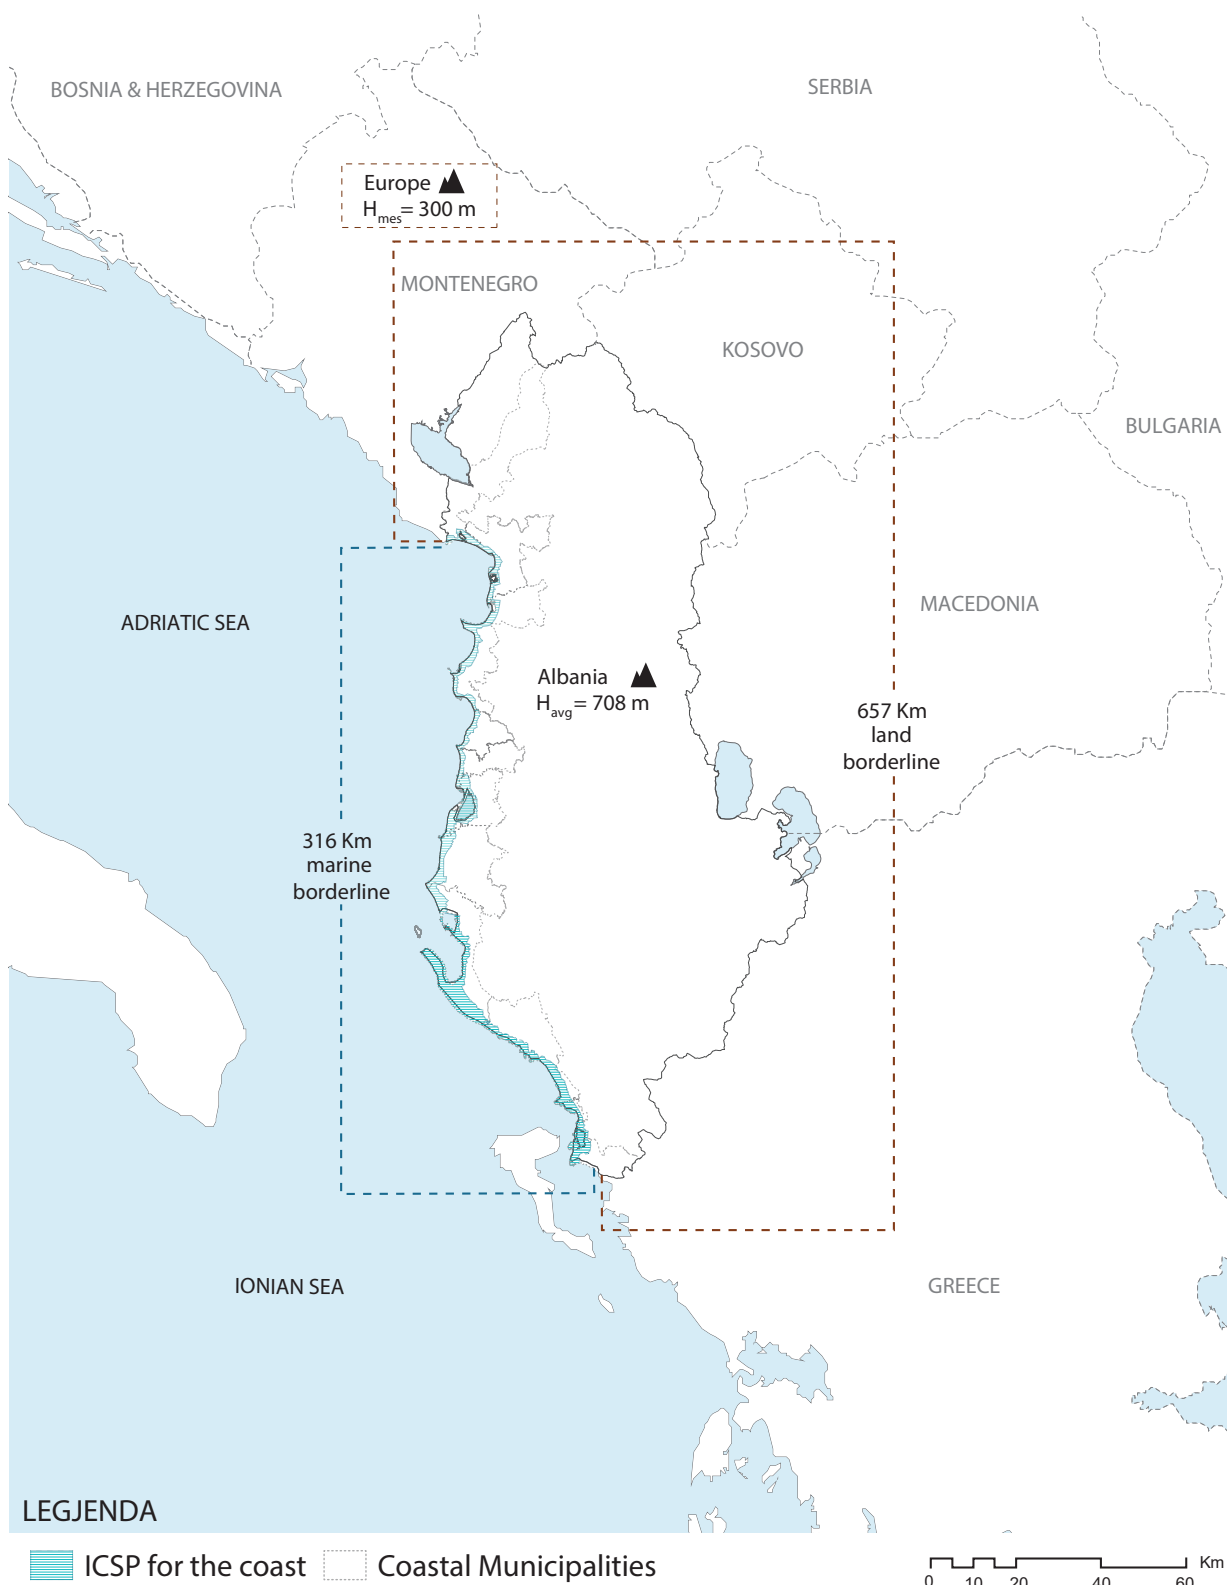 BOSNIA & HERZEGOVINA
SERBIA
Europe
Hmes= 300 m
MONTENEGRO
KOSOVO
BULGARIA
ADRIATIC SEA
MACEDONIA
Albania
Havg= 708 m
657 Km
land
borderline
316 Km
marine
borderline
IONIAN SEA
GREECE
LEGJENDA
ICSP for the coast
Coastal Municipalities
Km
0 10 20 40 60